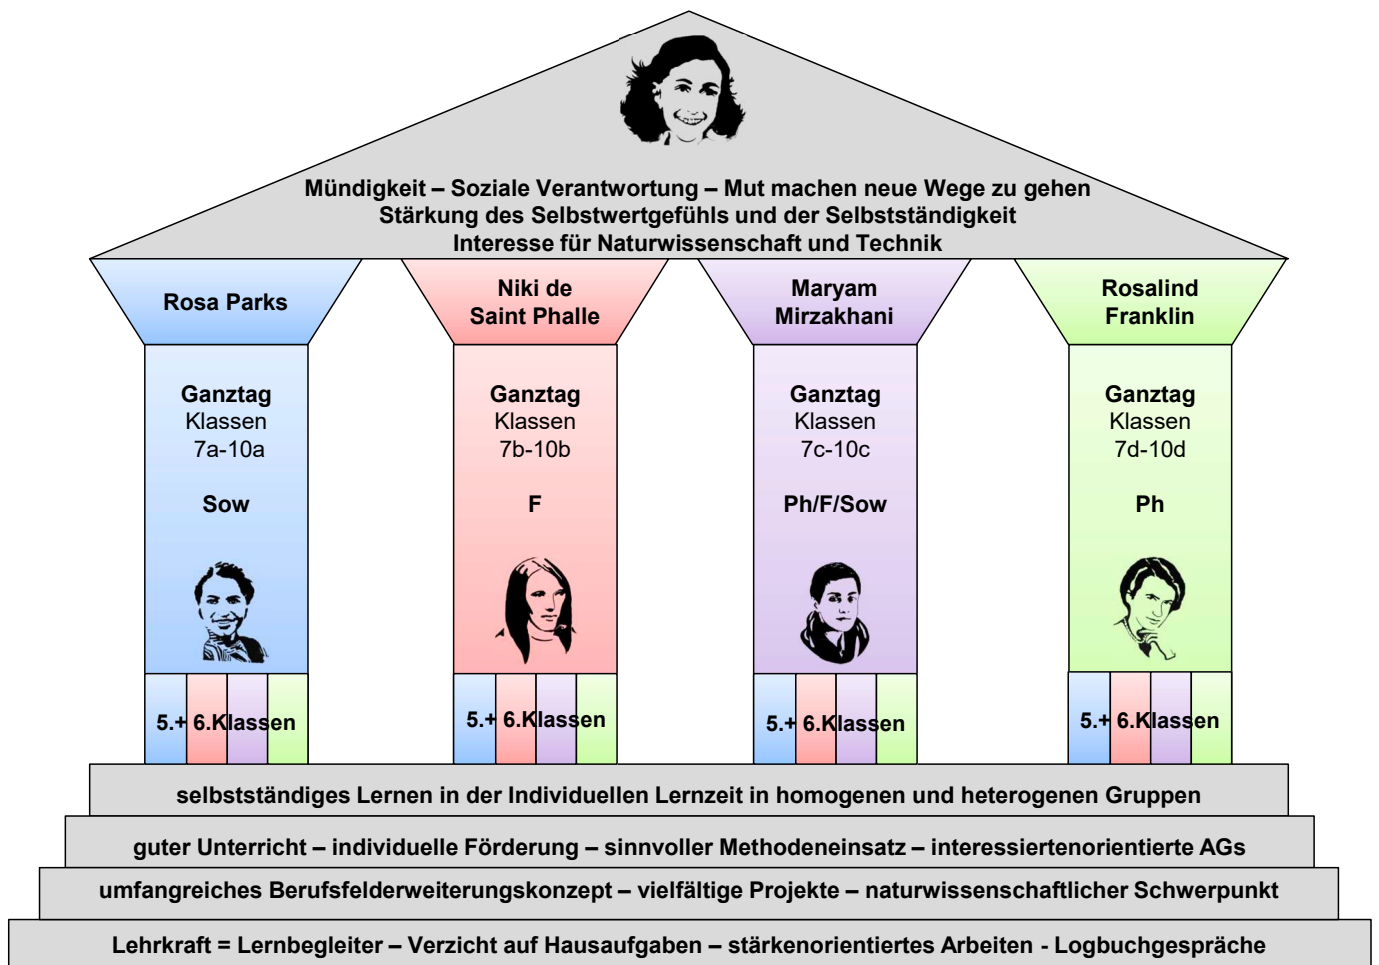 Mündigkeit – Soziale Verantwortung – Mut machen neue Wege zu gehen
Stärkung des Selbstwertgefühls und der Selbstständigkeit
Interesse für Naturwissenschaft und Technik
Rosa Parks
Ganztag
Klassen
7a-10a
Sow
5.+ 6.Klassen
Niki de
Saint Phalle
Ganztag
Klassen
7b-10b
F
5.+ 6.Klassen
Maryam
Mirzakhani
Ganztag
Klassen
7c-10c
Ph/F/Sow
5.+ 6.Klassen
Rosalind
Franklin
Ganztag
Klassen
7d-10d
Ph
5.+ 6.Klassen
selbstständiges Lernen in der Individuellen Lernzeit in homogenen und heterogenen Gruppen
guter Unterricht – individuelle Förderung – sinnvoller Methodeneinsatz – interessiertenorientierte AGs
umfangreiches Berufsfelderweiterungskonzept – vielfältige Projekte – naturwissenschaftlicher Schwerpunkt
Lehrkraft = Lernbegleiter – Verzicht auf Hausaufgaben – stärkenorientiertes Arbeiten - Logbuchgespräche